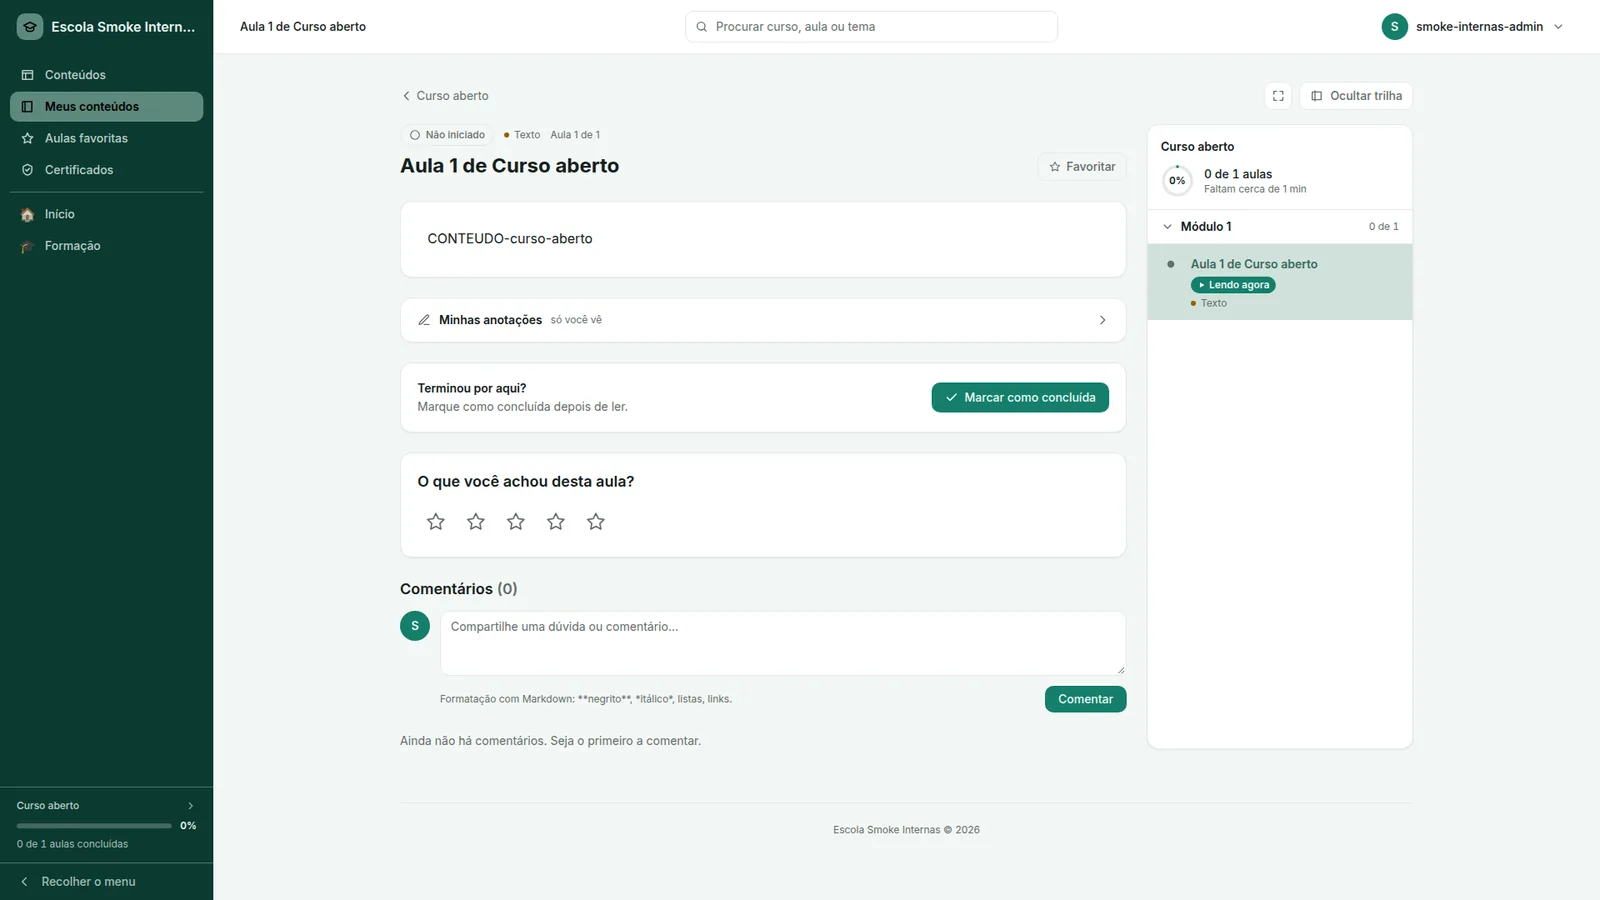 Escola Smoke Intern...
Conteúdos
Meus conteúdos
Aulas favoritas
Certificados
Início
Formação
Curso aberto
0%
0 de 1 aulas concluídas
Recolher o menu
Aula 1 de Curso aberto
Procurar curso, aula ou tema
S
smoke-internas-admin
Curso aberto
Ocultar trilha
Não iniciado
Texto
Aula 1 de 1
Aula 1 de Curso aberto
Favoritar
CONTEUDO-curso-aberto
Minhas anotações só você vê
Terminou por aqui?
Marque como concluída depois de ler.
Marcar como concluída
O que você achou desta aula?
Comentários (0)
S
Compartilhe uma dúvida ou comentário...
Formatação com Markdown: **negrito**, *itálico*, listas, links.
Comentar
Ainda não há comentários. Seja o primeiro a comentar.
Curso aberto
0%
0 de 1 aulas
Faltam cerca de 1 min
Módulo 1
0 de 1
Aula 1 de Curso aberto
Lendo agora
Texto
Escola Smoke Internas © 2026